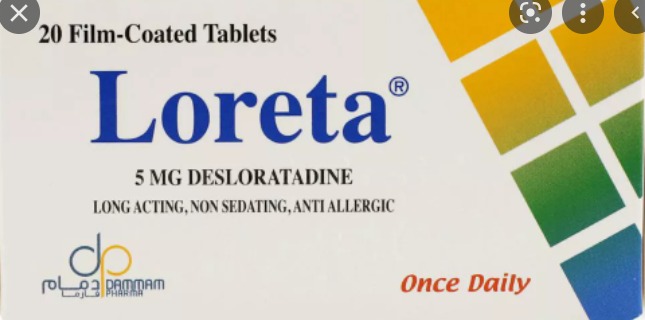 20 Film-Coated Tablets
Loreta®
5 MG DESLORATADINE
LONG ACTING, NON SEDATING, ANTI ALLERGIC
dp
دمام DAMMAM
فارما PHARMA
Once Daily